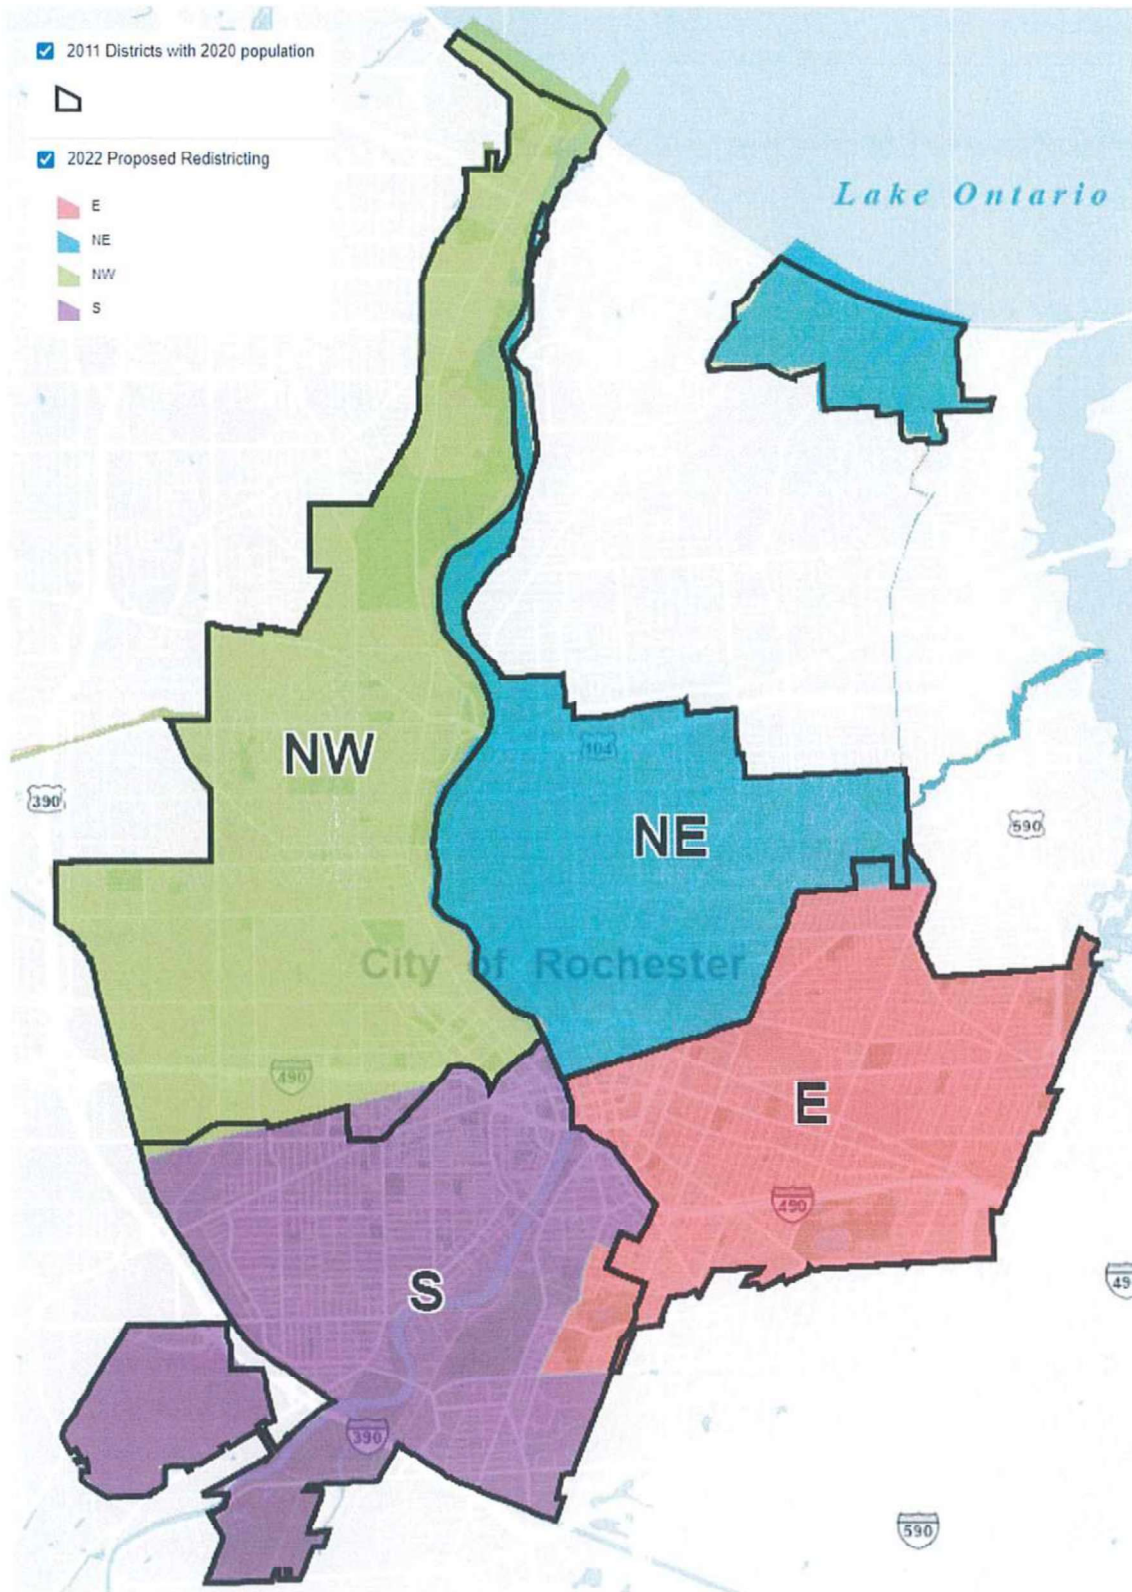 2011 Districts with 2020 population
2022 Proposed Redistricting
E
NE
NW
S
Lake Ontario
NW
104
390
NE
590
City of Rochester
490
E
490
S
49
390
590